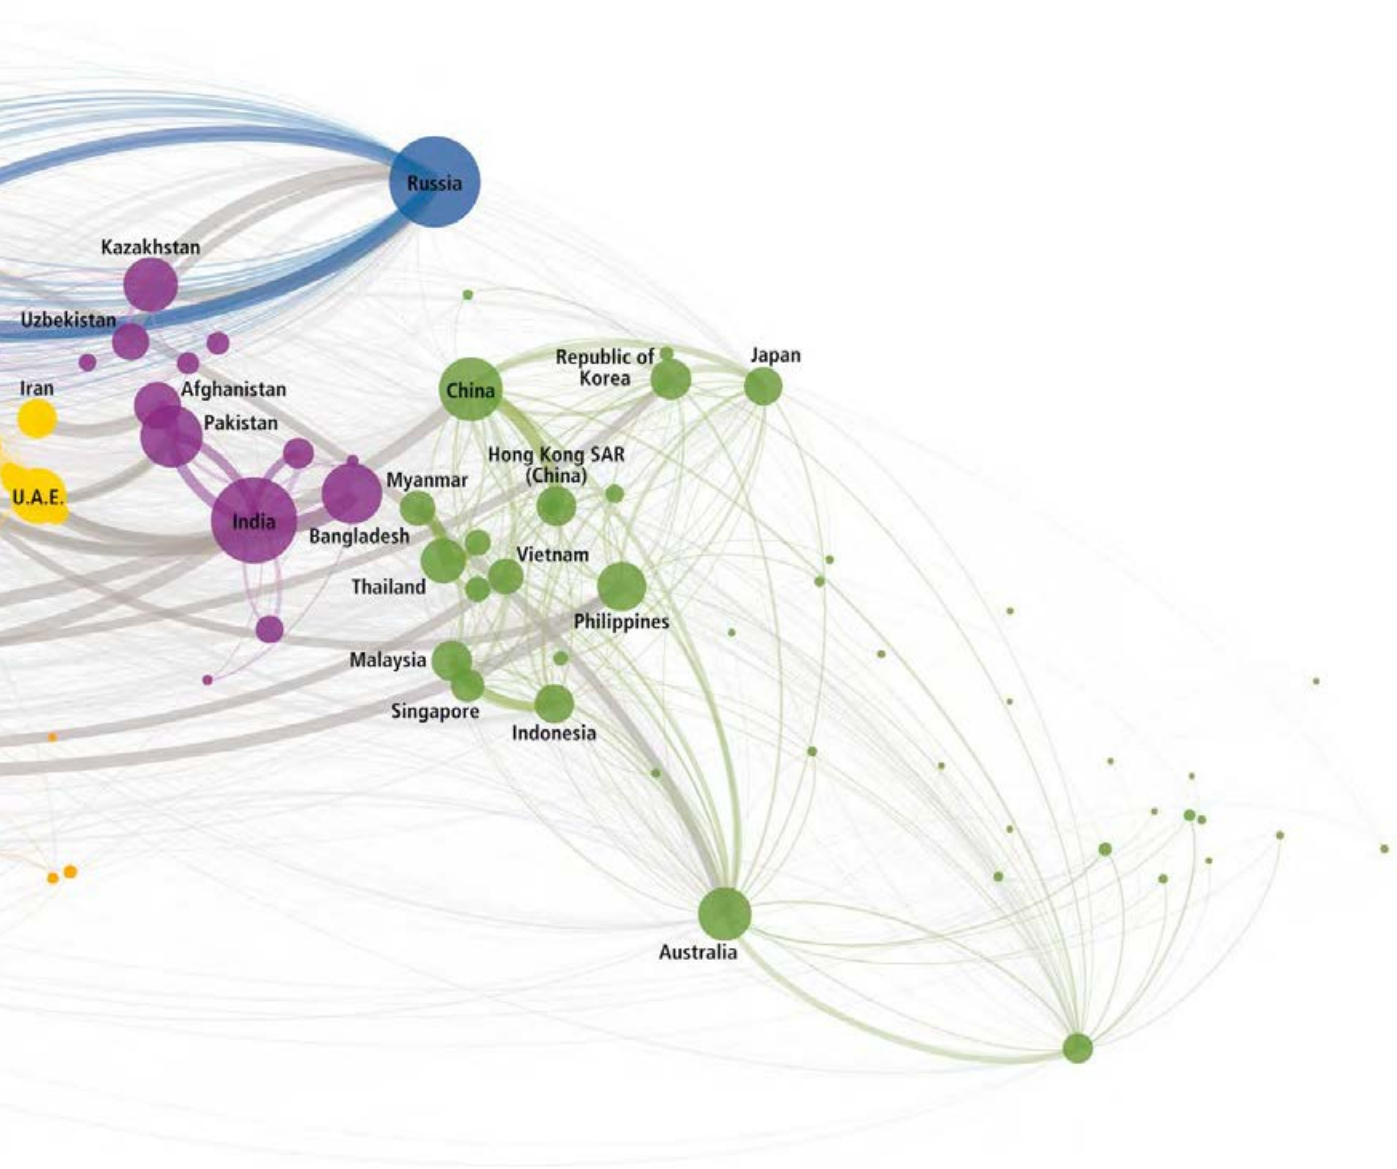 Russia
Kazakhstan
Uzbekistan
Iran
Afghanistan
Pakistan
U.A.E.
India
Bangladesh
China
Republic of
Korea
Japan
Hong Kong SAR
(China)
Myanmar
Vietnam
Thailand
Philippines
Malaysia
Singapore
Indonesia
Australia